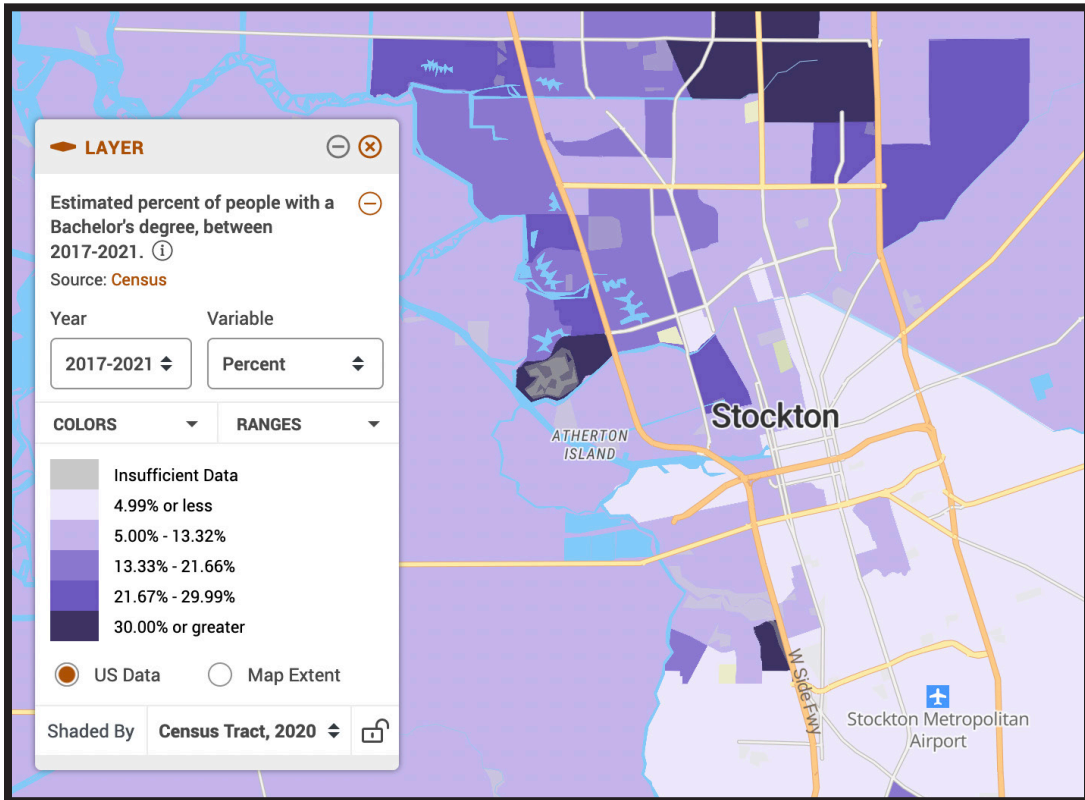 LAYER
Estimated percent of people with a
Bachelor's degree, between
2017-2021.
Source: Census
Year Variable
2017-2021 Percent
COLORS RANGES
Insufficient Data
4.99% or less
5.00% - 13.32%
13.33% - 21.66%
21.67% - 29.99%
30.00% or greater
US Data Map Extent
Shaded By Census Tract, 2020
Stockton
ATHERTON
ISLAND
W Side Fwy
Stockton Metropolitan
Airport